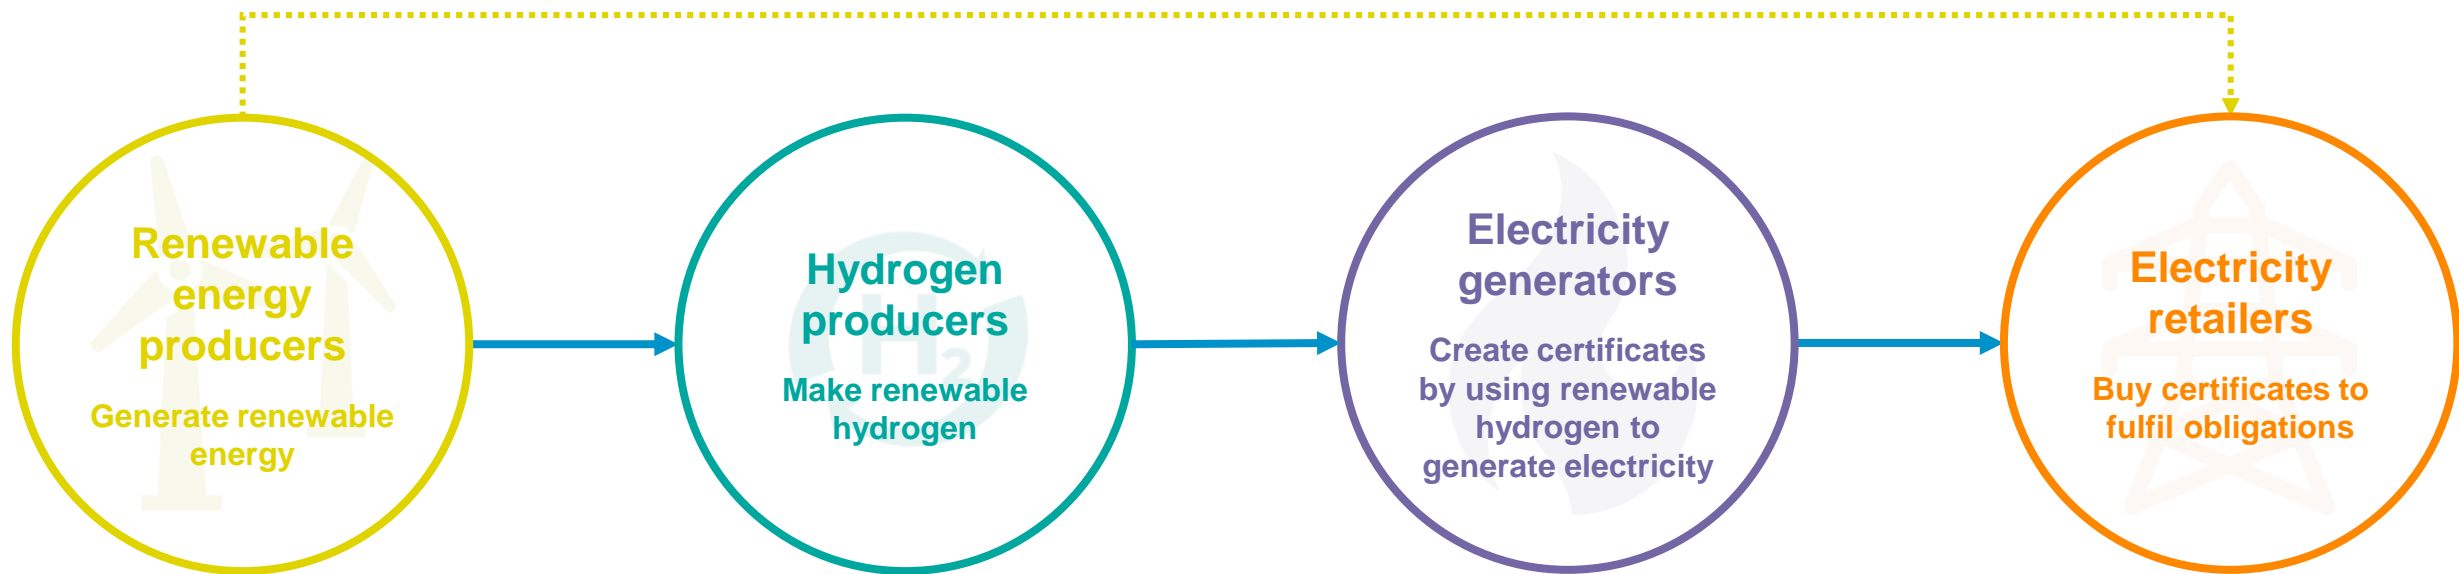 Renewable
energy
producers
Generate renewable
energy
H2
Hydrogen
producers
Make renewable
hydrogen
Electricity
generators
Create certificates
by using renewable
hydrogen to
generate electricity
Electricity
retailers
Buy certificates to
fulfil obligations